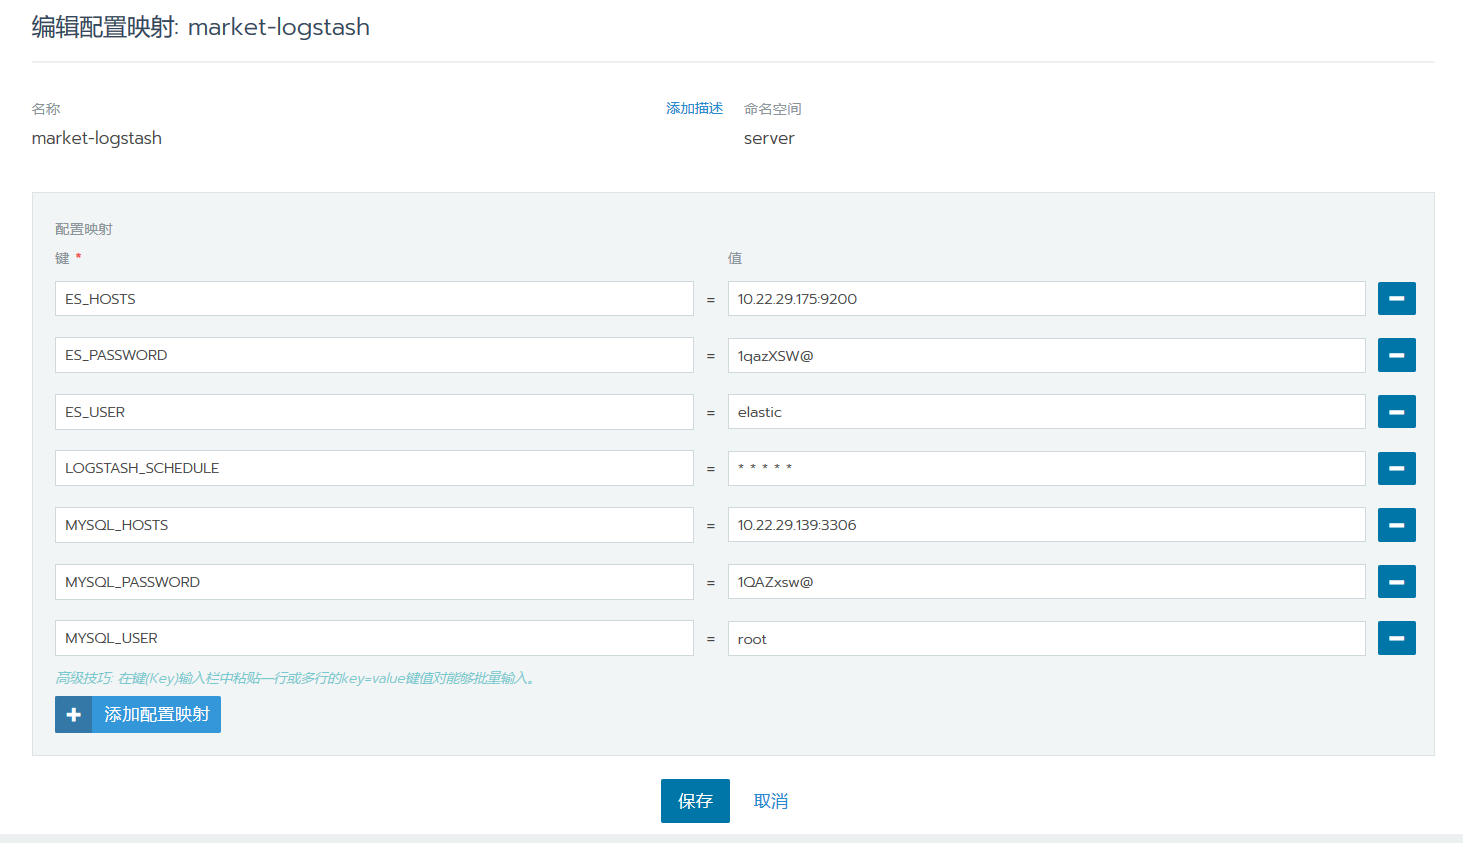 编辑配置映射: market-logstash
名称
添加描述
命名空间
market-logstash
server
配置映射
键 *
值
ES_HOSTS = 10.22.29.175:9200
ES_PASSWORD = 1qazXSW@
ES_USER = elastic
LOGSTASH_SCHEDULE = * * * * *
MYSQL_HOSTS = 10.22.29.139:3306
MYSQL_PASSWORD = 1QAZxsw@
MYSQL_USER = root
高级技巧: 在键(Key)输入栏中粘贴一行或多行的key=value键值对能够批量输入。
添加配置映射
保存
取消